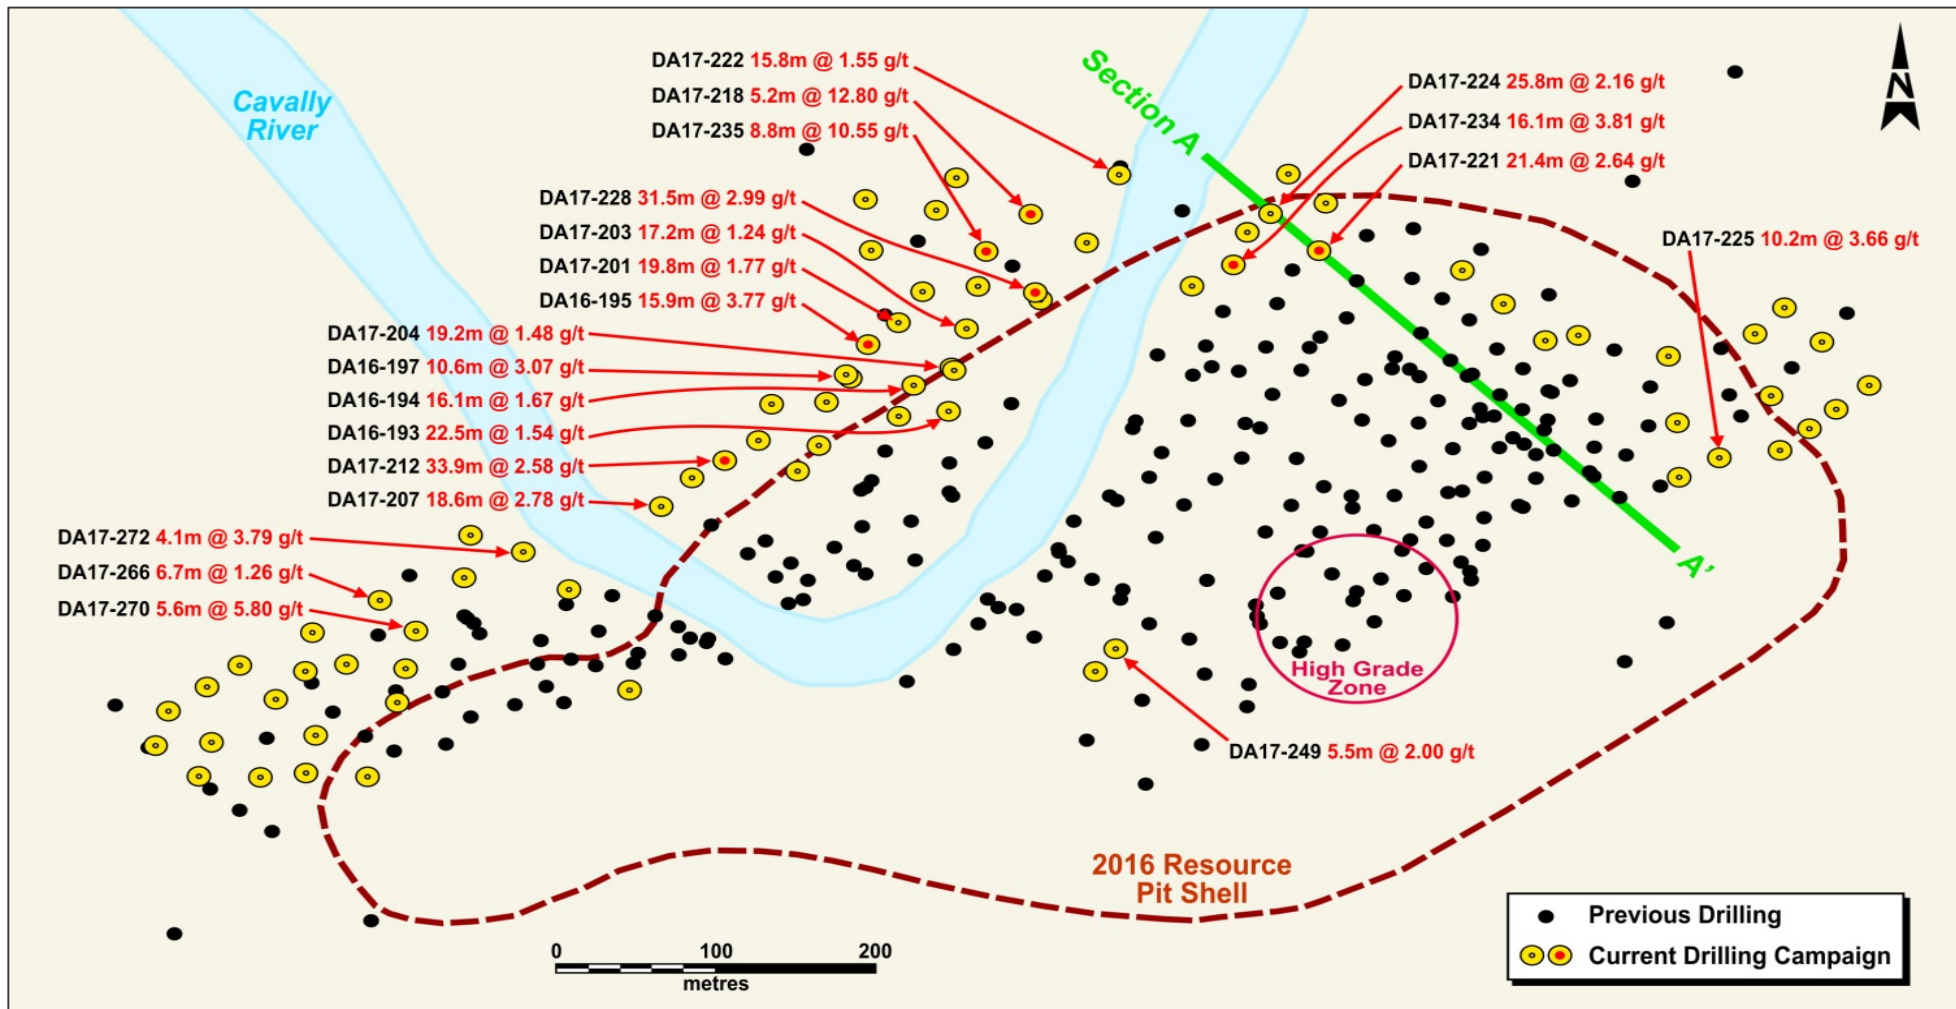 Cavally
River
DA17-222 15.8m @ 1.55 g/t
DA17-218 5.2m @ 12.80 g/t
DA17-235 8.8m @ 10.55 g/t
Section A
DA17-224 25.8m @ 2.16 g/t
DA17-234 16.1m @ 3.81 g/t
DA17-221 21.4m @ 2.64 g/t
N
DA17-228 31.5m @ 2.99 g/t
DA17-203 17.2m @ 1.24 g/t
DA17-201 19.8m @ 1.77 g/t
DA16-195 15.9m @ 3.77 g/t
DA17-225 10.2m @ 3.66 g/t
DA17-204 19.2m @ 1.48 g/t
DA16-197 10.6m @ 3.07 g/t
DA16-194 16.1m @ 1.67 g/t
DA16-193 22.5m @ 1.54 g/t
DA17-212 33.9m @ 2.58 g/t
DA17-207 18.6m @ 2.78 g/t
DA17-272 4.1m @ 3.79 g/t
DA17-266 6.7m @ 1.26 g/t
DA17-270 5.6m @ 5.80 g/t
A'
High Grade
Zone
DA17-249 5.5m @ 2.00 g/t
2016 Resource
Pit Shell
0 100 200
metres
Previous Drilling
Current Drilling Campaign